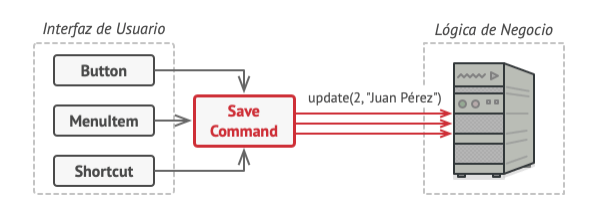 Interfaz de Usuario
Lógica de Negocio
Button
MenuItem
Shortcut
Save
Command
update(2, "Juan Pérez")